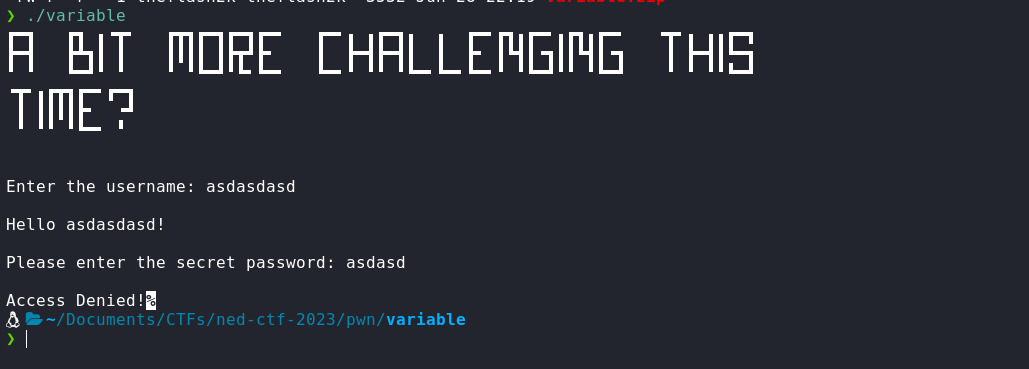 ❯ ./variable
A BIT MORE CHALLENGING THIS
TIME?
Enter the username: asdasdasd
Hello asdasdasd!
Please enter the secret password: asdasd
Access Denied!%
~/Documents/CTFs/ned-ctf-2023/pwn/variable
❯